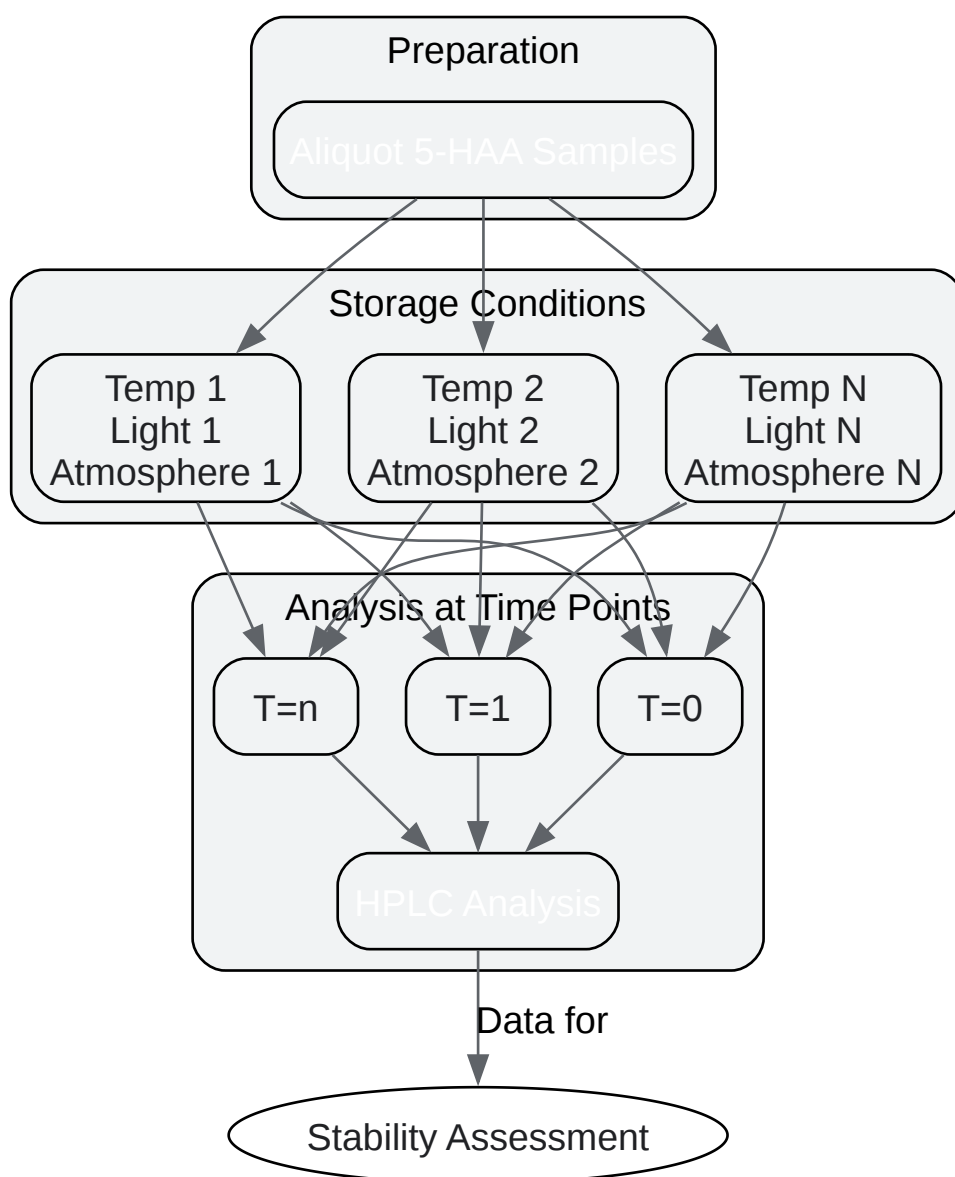 Preparation
Aliquot 5-HAA Samples
Storage Conditions
Temp 1
Light 1
Atmosphere 1
Temp 2
Light 2
Atmosphere 2
Temp N
Light N
Atmosphere N
Analysis at Time Points
T=n
T=1
T=0
HPLC Analysis
Data for
Stability Assessment